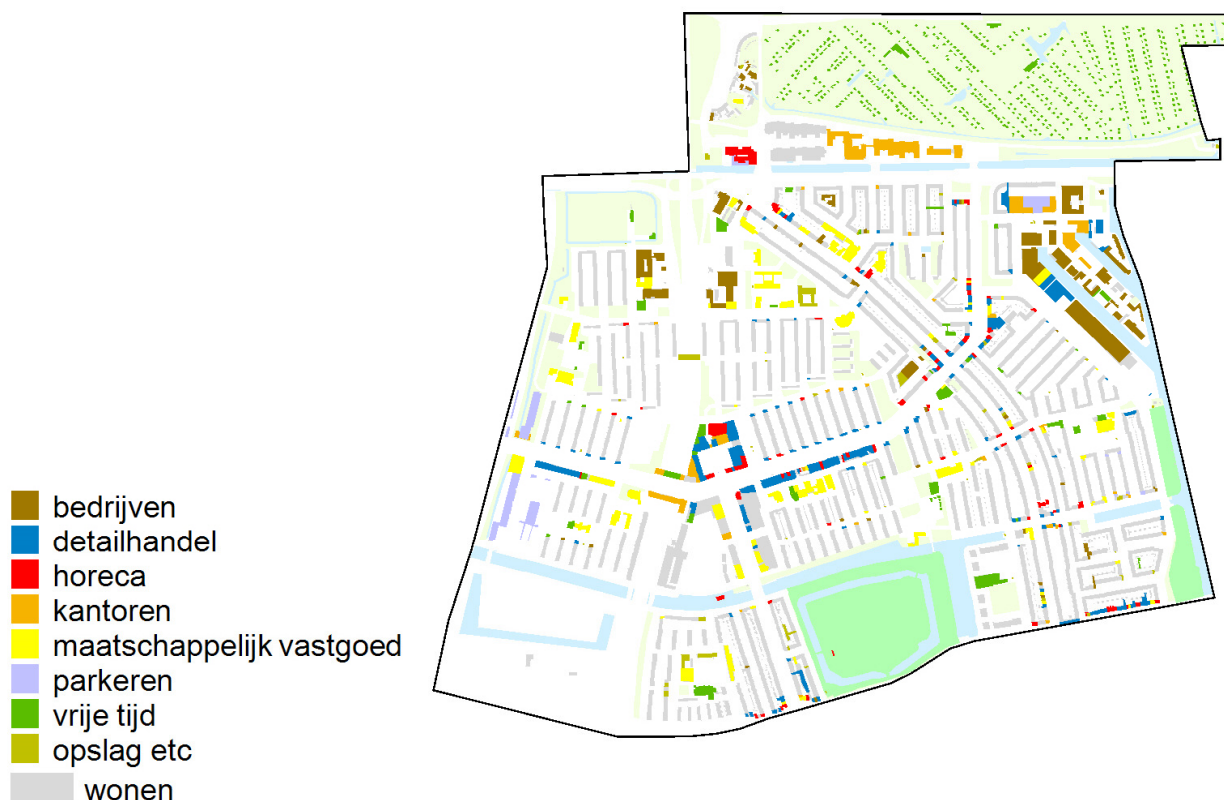 bedrijven
detailhandel
horeca
kantoren
maatschappelijk vastgoed
parkeren
vrije tijd
opslag etc
wonen